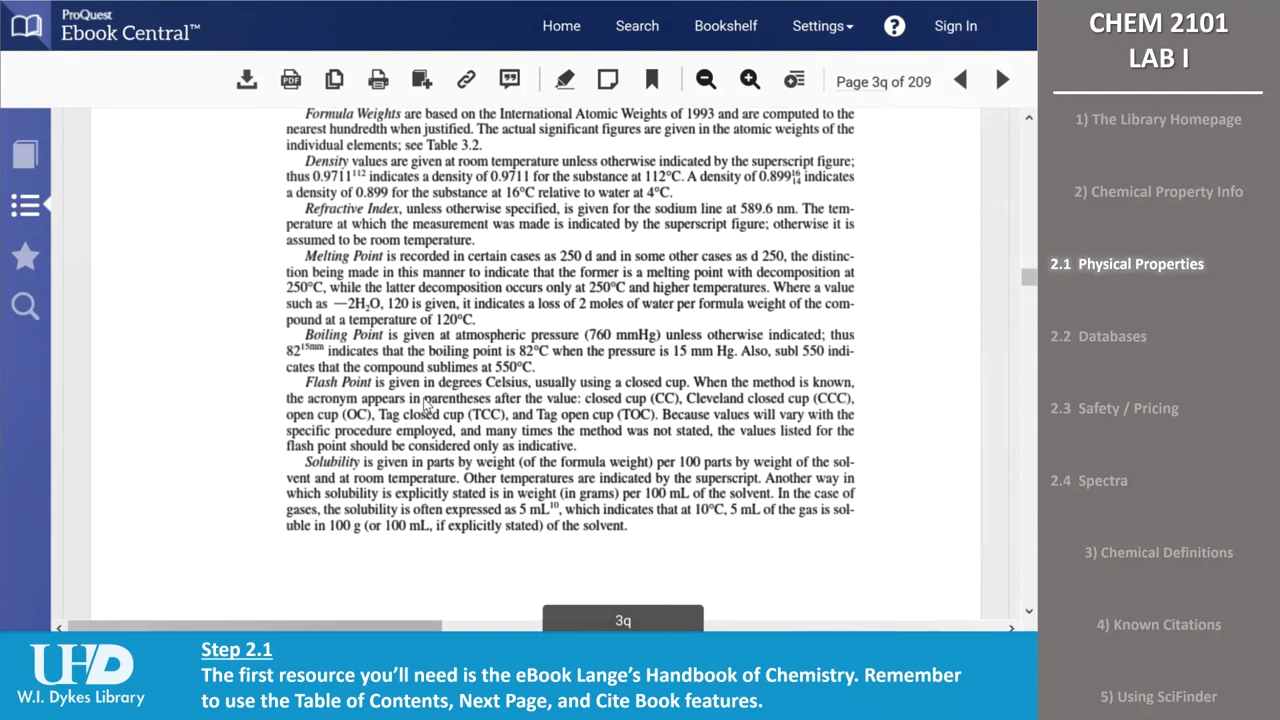 ProQuest
Ebook Central™
Home
Search
Bookshelf
Settings
?
Sign In
PDF
Page 3q of 209
Formula Weights are based on the International Atomic Weights of 1993 and are computed to the
nearest hundredth when justified. The actual significant figures are given in the atomic weights of the
individual elements; see Table 3.2.
Density values are given at room temperature unless otherwise indicated by the superscript figure;
thus 0.9711¹¹² indicates a density of 0.9711 for the substance at 112°C. A density of 0.899¹⁶₁₄ indicates
a density of 0.899 for the substance at 16°C relative to water at 4°C.
Refractive Index, unless otherwise specified, is given for the sodium line at 589.6 nm. The tem-
perature at which the measurement was made is indicated by the superscript figure; otherwise it is
assumed to be room temperature.
Melting Point is recorded in certain cases as 250 d and in some other cases as d 250, the distinc-
tion being made in this manner to indicate that the former is a melting point with decomposition at
250°C, while the latter decomposition occurs only at 250°C and higher temperatures. Where a value
such as —2H₂O, 120 is given, it indicates a loss of 2 moles of water per formula weight of the com-
pound at a temperature of 120°C.
Boiling Point is given at atmospheric pressure (760 mmHg) unless otherwise indicated; thus
82¹⁵ᵐᵐ indicates that the boiling point is 82°C when the pressure is 15 mm Hg. Also, subl 550 indi-
cates that the compound sublimes at 550°C.
Flash Point is given in degrees Celsius, usually using a closed cup. When the method is known,
the acronym appears in parentheses after the value: closed cup (CC), Cleveland closed cup (CCC),
open cup (OC), Tag closed cup (TCC), and Tag open cup (TOC). Because values will vary with the
specific procedure employed, and many times the method was not stated, the values listed for the
flash point should be considered only as indicative.
Solubility is given in parts by weight (of the formula weight) per 100 parts by weight of the sol-
vent and at room temperature. Other temperatures are indicated by the superscript. Another way in
which solubility is explicitly stated is in weight (in grams) per 100 mL of the solvent. In the case of
gases, the solubility is often expressed as 5 mL¹⁰, which indicates that at 10°C, 5 mL of the gas is sol-
uble in 100 g (or 100 mL, if explicitly stated) of the solvent.
3q
CHEM 2101
LAB I
1) The Library Homepage
2) Chemical Property Info
2.1 Physical Properties
2.2 Databases
2.3 Safety / Pricing
2.4 Spectra
3) Chemical Definitions
4) Known Citations
5) Using SciFinder
UHD
W.I. Dykes Library
Step 2.1
The first resource you'll need is the eBook Lange's Handbook of Chemistry. Remember
to use the Table of Contents, Next Page, and Cite Book features.